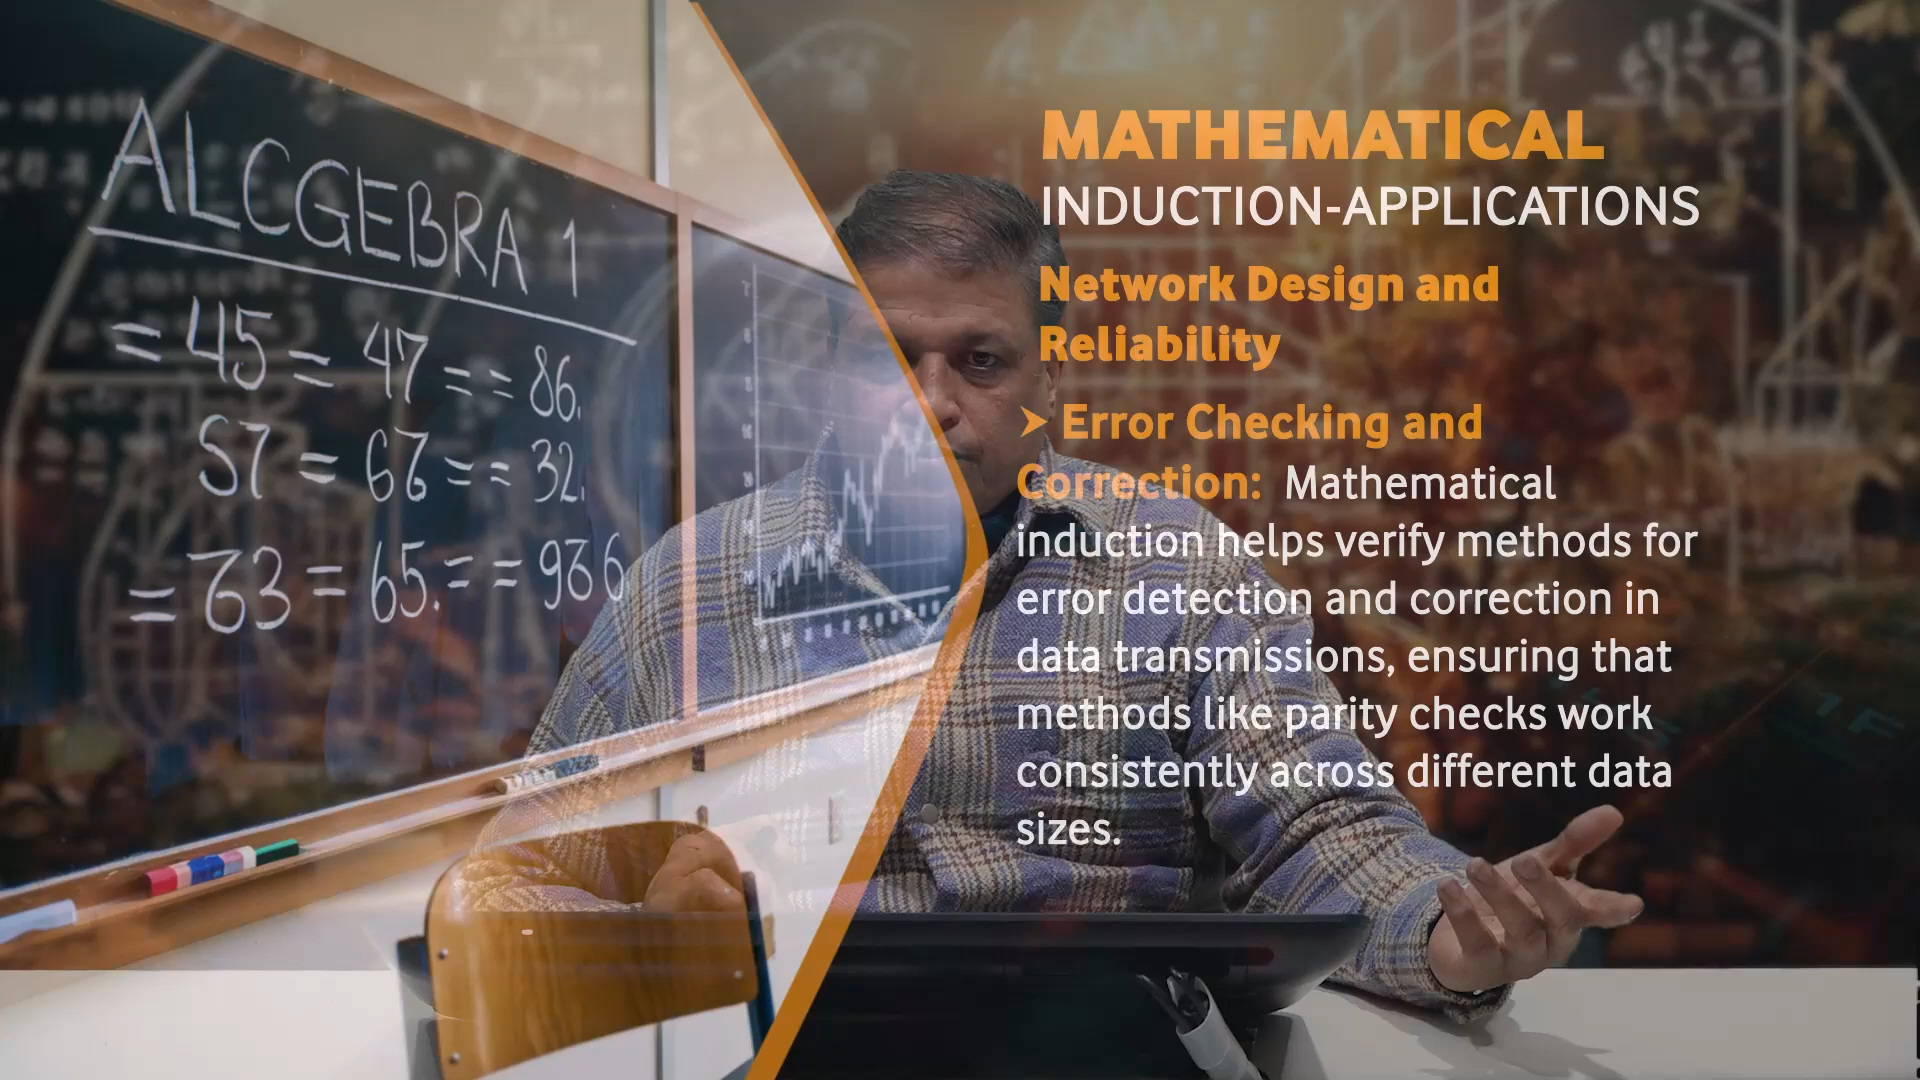 ALCGEBRA 1
= 45 = 47 = = 86.
57 = 67 = = 32.
= 63 = 65. = = 936
MATHEMATICAL
INDUCTION-APPLICATIONS
Network Design and
Reliability
➤ Error Checking and
Correction: Mathematical
induction helps verify methods for
error detection and correction in
data transmissions, ensuring that
methods like parity checks work
consistently across different data
sizes.